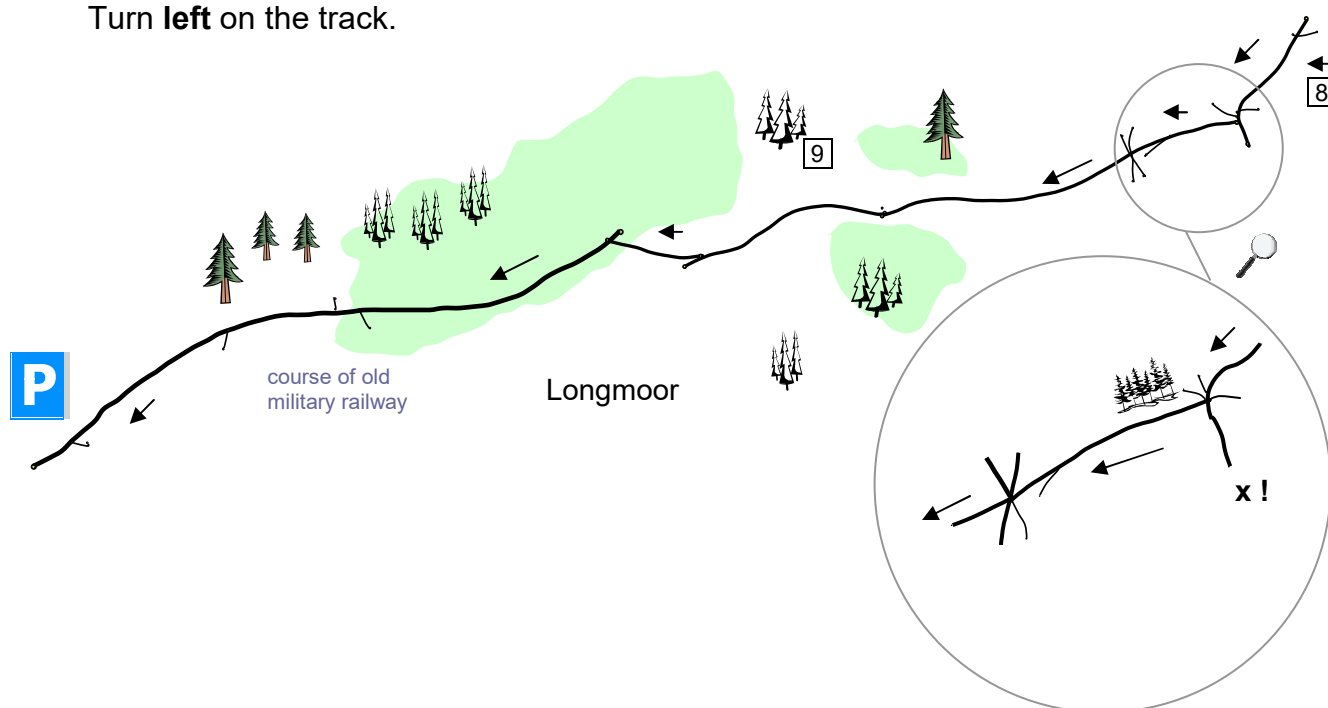 Turn left on the track.
8
9
P
course of old
military railway
Longmoor
x !